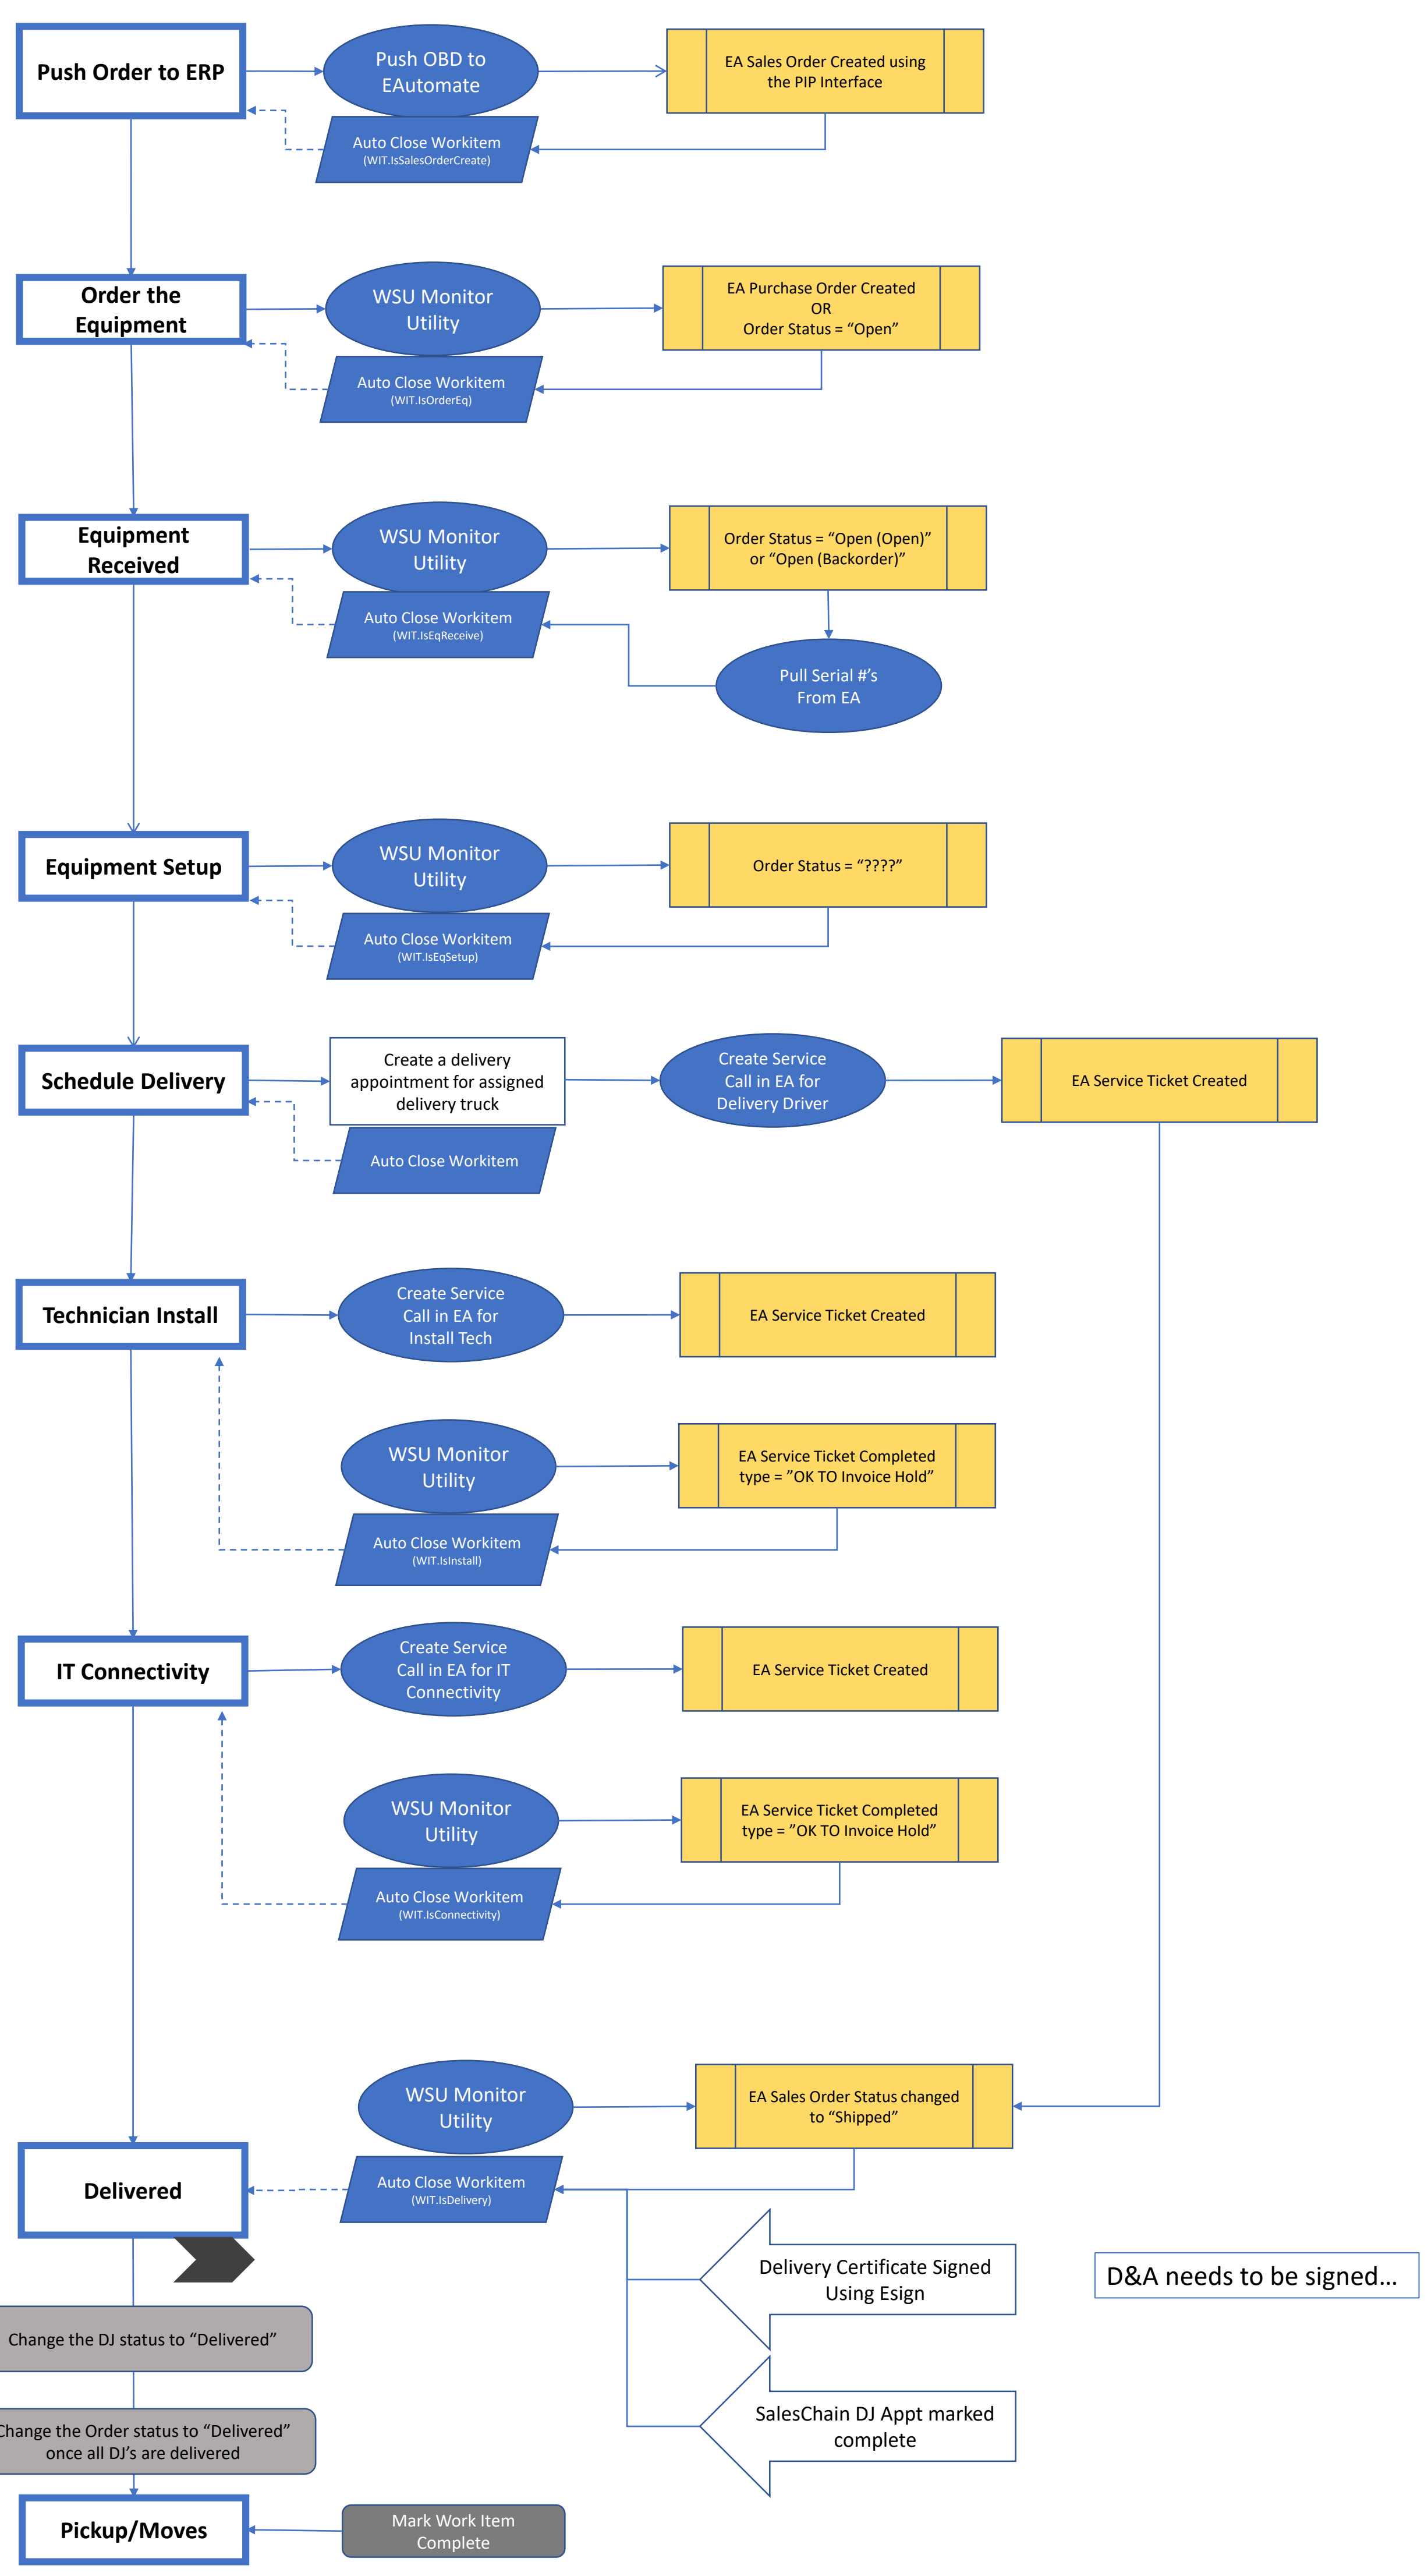 Push Order to ERP
Push OBD to
EAutomate
EA Sales Order Created using
the PIP Interface
Auto Close Workitem
(WIT.IsSalesOrderCreate)
Order the
Equipment
WSU Monitor
Utility
EA Purchase Order Created
OR
Order Status = “Open”
Auto Close Workitem
(WIT.IsOrderEq)
Equipment
Received
WSU Monitor
Utility
Order Status = “Open (Open)”
or “Open (Backorder)”
Auto Close Workitem
(WIT.IsEqReceive)
Pull Serial #’s
From EA
Equipment Setup
WSU Monitor
Utility
Order Status = “????”
Auto Close Workitem
(WIT.IsEqSetup)
Schedule Delivery
Create a delivery
appointment for assigned
delivery truck
Create Service
Call in EA for
Delivery Driver
EA Service Ticket Created
Auto Close Workitem
Technician Install
Create Service
Call in EA for
Install Tech
EA Service Ticket Created
WSU Monitor
Utility
EA Service Ticket Completed
type = ”OK TO Invoice Hold”
Auto Close Workitem
(WIT.IsInstall)
IT Connectivity
Create Service
Call in EA for IT
Connectivity
EA Service Ticket Created
WSU Monitor
Utility
EA Service Ticket Completed
type = ”OK TO Invoice Hold”
Auto Close Workitem
(WIT.IsConnectivity)
WSU Monitor
Utility
EA Sales Order Status changed
to “Shipped”
Delivered
Auto Close Workitem
(WIT.IsDelivery)
Delivery Certificate Signed
Using Esign
D&A needs to be signed…
Change the DJ status to “Delivered”
SalesChain DJ Appt marked
complete
Change the Order status to “Delivered”
once all DJ’s are delivered
Pickup/Moves
Mark Work Item
Complete